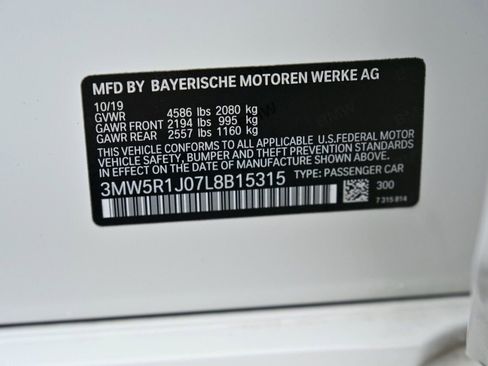 MFD BY BAYERISCHE MOTOREN WERKE AG
10/19
GVWR 4586 lbs 2080 kg
GAWR FRONT 2194 lbs 995 kg
GAWR REAR 2557 lbs 1160 kg
THIS VEHICLE CONFORMS TO ALL APPLICABLE U.S.FEDERAL MOTOR
VEHICLE SAFETY, BUMPER, AND THEFT PREVENTION STANDARDS
IN EFFECT ON THE DATE OF MANUFACTURE SHOWN ABOVE.
3MW5R1J07L8B15315 TYPE: PASSENGER CAR
300
7 315 814